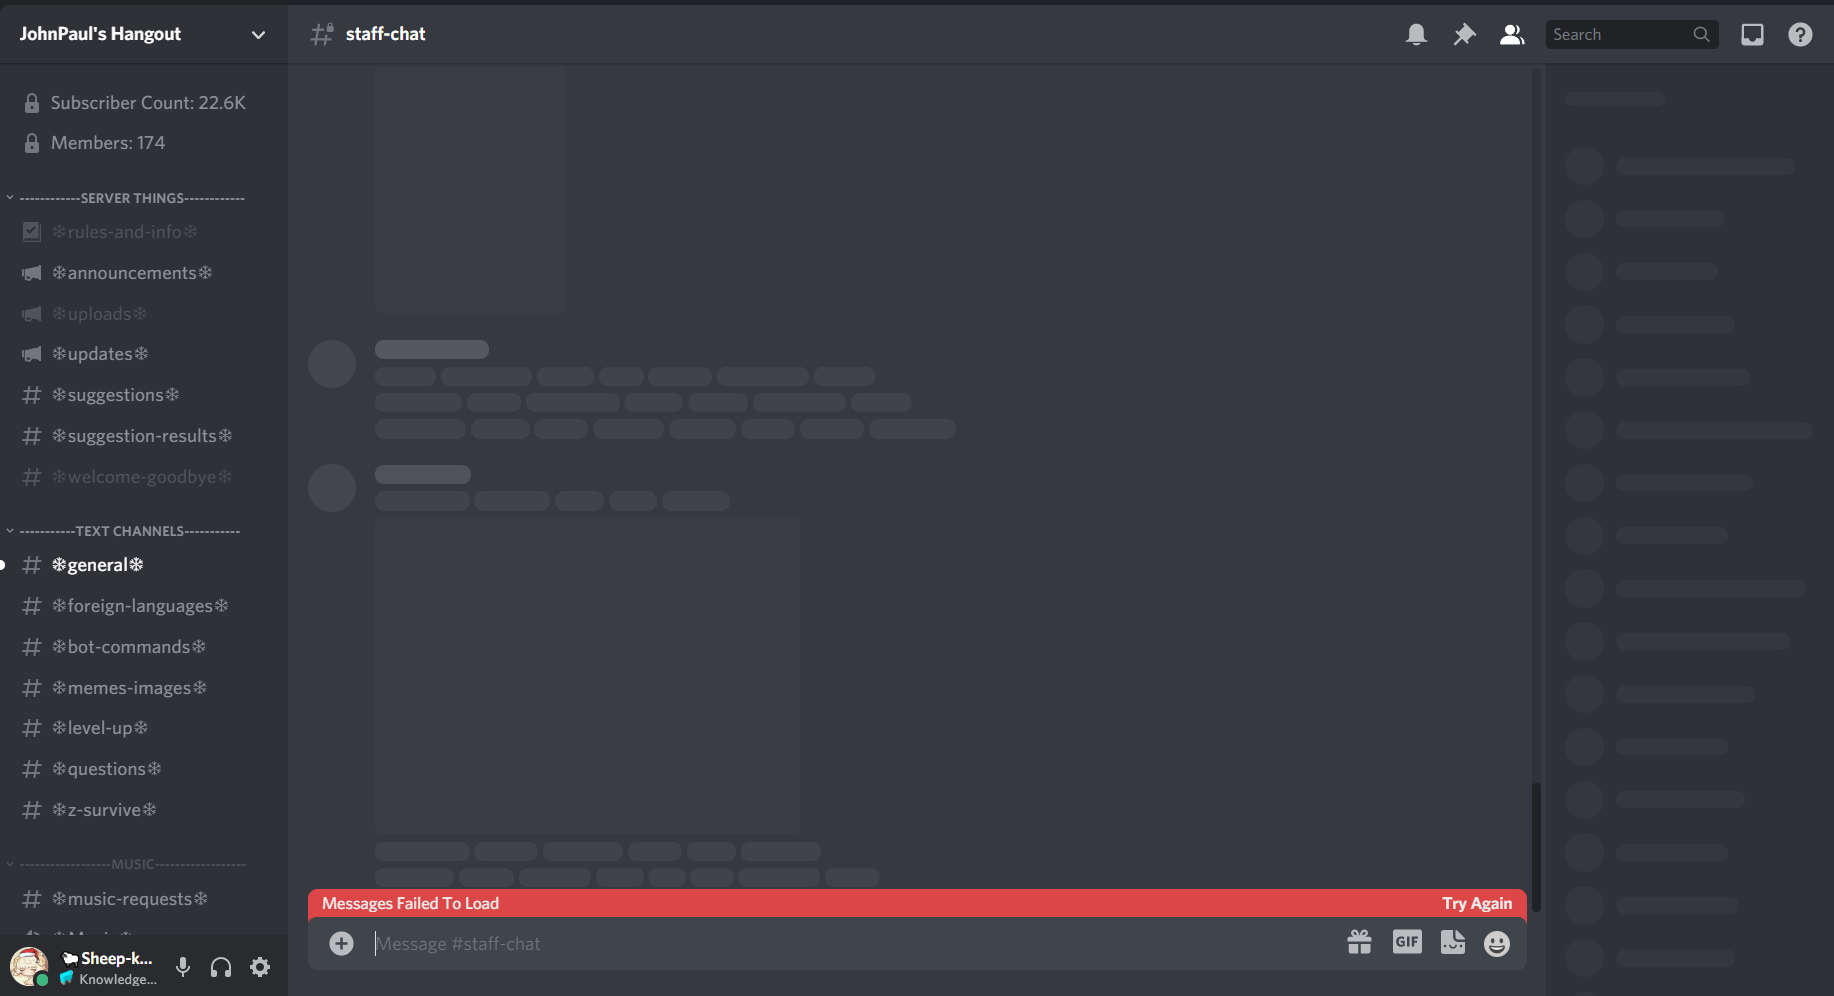 JohnPaul's Hangout
Subscriber Count: 22.6K
Members: 174
------------SERVER THINGS------------
❄rules-and-info❄
❄announcements❄
❄uploads❄
❄updates❄
❄suggestions❄
❄suggestion-results❄
❄welcome-goodbye❄
-----------TEXT CHANNELS-----------
❄general❄
❄foreign-languages❄
❄bot-commands❄
❄memes-images❄
❄level-up❄
❄questions❄
❄z-survive❄
------------------MUSIC------------------
❄music-requests❄
Sheep-k...
Knowledge...
staff-chat
Search
Messages Failed To Load
Try Again
Message #staff-chat
GIF